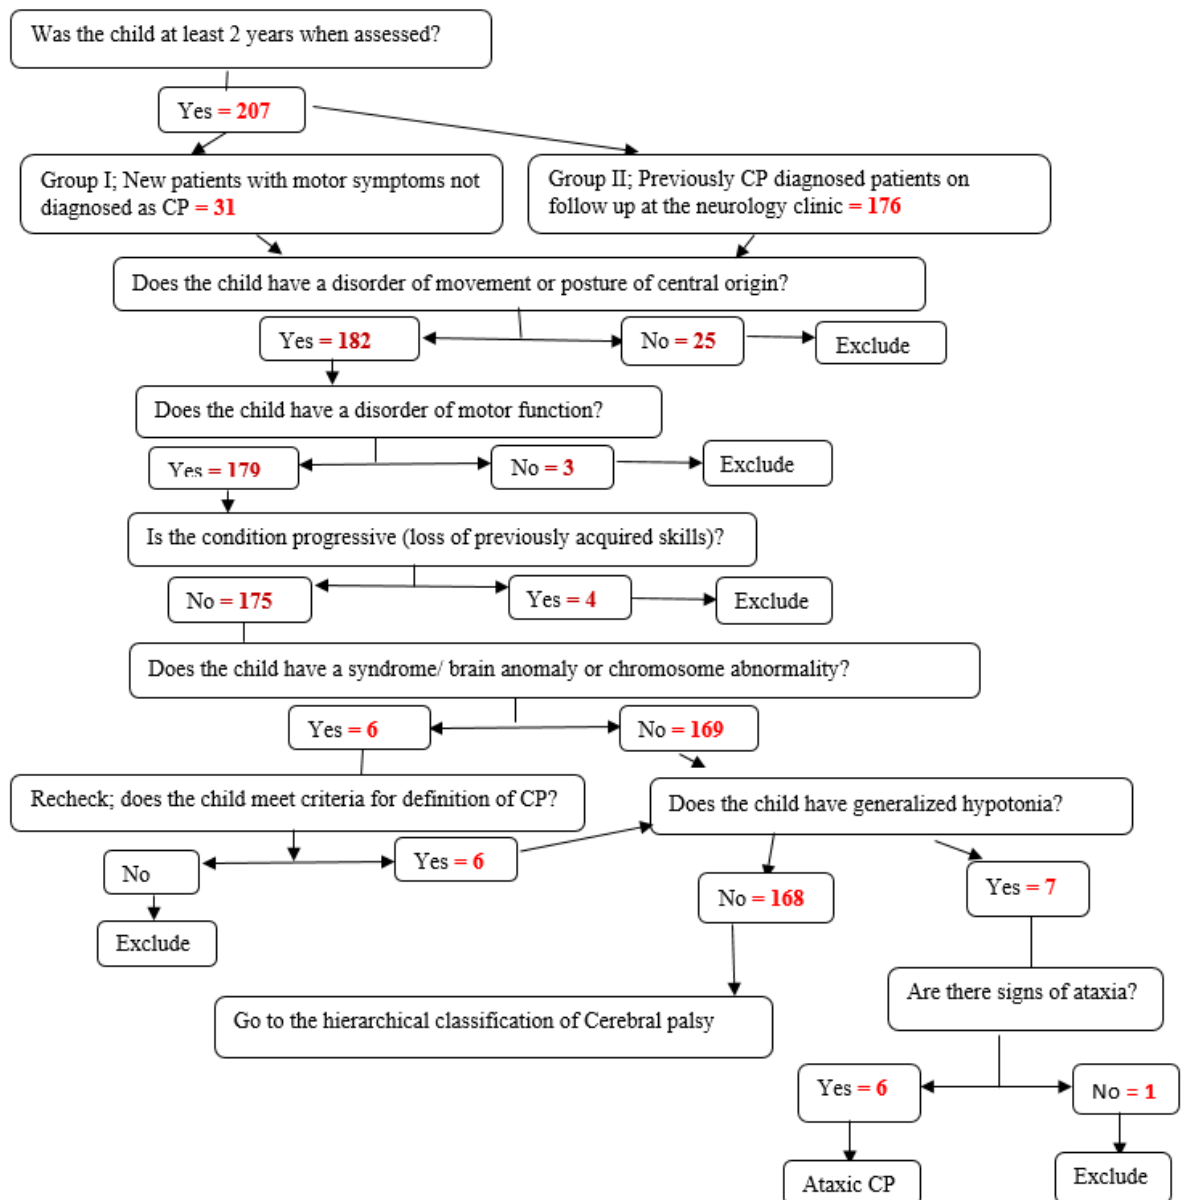 Was the child at least 2 years when assessed?
Yes = 207
Group I; New patients with motor symptoms not
diagnosed as CP = 31
Group II; Previously CP diagnosed patients on
follow up at the neurology clinic = 176
Does the child have a disorder of movement or posture of central origin?
Yes = 182
No = 25
Exclude
Does the child have a disorder of motor function?
Yes = 179
No = 3
Exclude
Is the condition progressive (loss of previously acquired skills)?
No = 175
Yes = 4
Exclude
Does the child have a syndrome/ brain anomaly or chromosome abnormality?
Yes = 6
No = 169
Recheck; does the child meet criteria for definition of CP?
Does the child have generalized hypotonia?
No
Yes = 6
No = 168
Yes = 7
Exclude
Are there signs of ataxia?
Go to the hierarchical classification of Cerebral palsy
Yes = 6
No = 1
Ataxic CP
Exclude